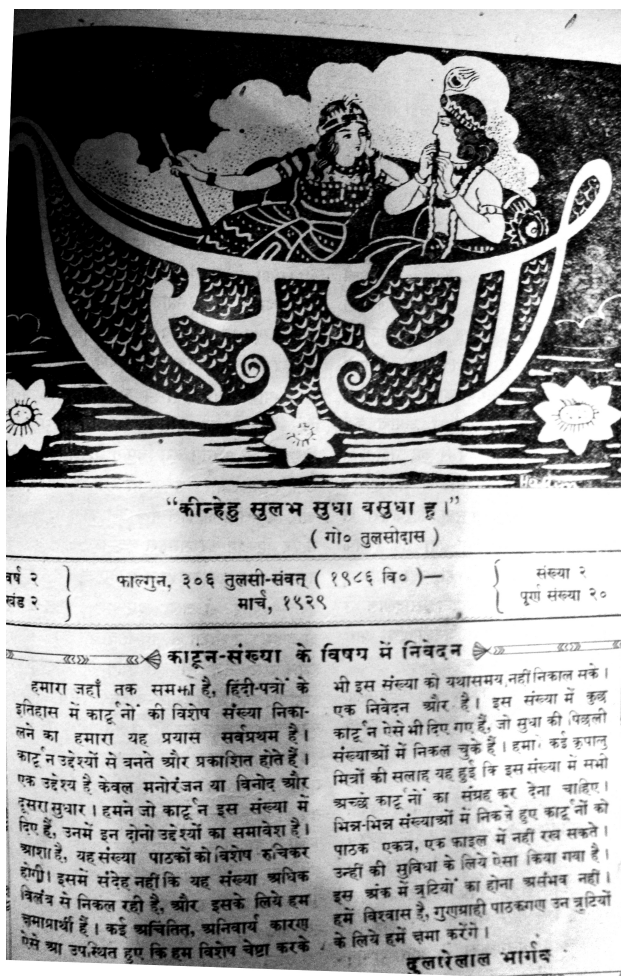 सुधा
“कीन्हेहु सुलभ सुधा वसुधा हू।”
( गो० तुलसीदास )
वर्ष २
खंड २
फाल्गुन, ३०६ तुलसी-संवत् ( १९८६ वि० )—
मार्च, १९२९
संख्या २
पूर्ण संख्या २०
कार्टून-संख्या के विषय में निवेदन
हमारा जहाँ तक समझ है, हिंदी-पत्रों के
इतिहास में कार्टूनों की विशेष संख्या निका-
लने का हमारा यह प्रयास सर्वप्रथम है।
कार्टून उद्देश्यों से बनते और प्रकाशित होते हैं।
एक उद्देश्य है केवल मनोरंजन या विनोद और
दूसरा सुधार। हमने जो कार्टून इस संख्या में
दिए हैं, उनमें इन दोनो उद्देश्यों का समावेश है।
आशा है, यह संख्या पाठकों को विशेष रुचिकर
होगी। इसमें संदेह नहीं कि यह संख्या अधिक
विलंब से निकल रही है, और इसके लिये हम
क्षमाप्रार्थी हैं। कई अचिंतित, अनिवार्य कारण
ऐसे आ उपस्थित हुए कि हम विशेष चेष्टा करके
भी इस संख्या को यथासमय नहीं निकाल सके।
एक निवेदन और है। इस संख्या में कुछ
कार्टून ऐसे भी दिए गए हैं, जो सुधा की पिछली
संख्याओं में निकल चुके हैं। हमारे कई कृपालु
मित्रों की सलाह यह हुई कि इस संख्या में सभी
अच्छे कार्टूनों का संग्रह कर देना चाहिए।
भिन्न-भिन्न संख्याओं में निकले हुए कार्टूनों को
पाठक एकत्र, एक फ़ाइल में नहीं रख सकते।
उन्हीं की सुविधा के लिये ऐसा किया गया है।
इस अंक में त्रुटियों का होना असंभव नहीं।
हमें विश्वास है, गुणग्राही पाठकगण उन त्रुटियों
के लिये हमें क्षमा करेंगे।
दुलारेलाल भार्गव